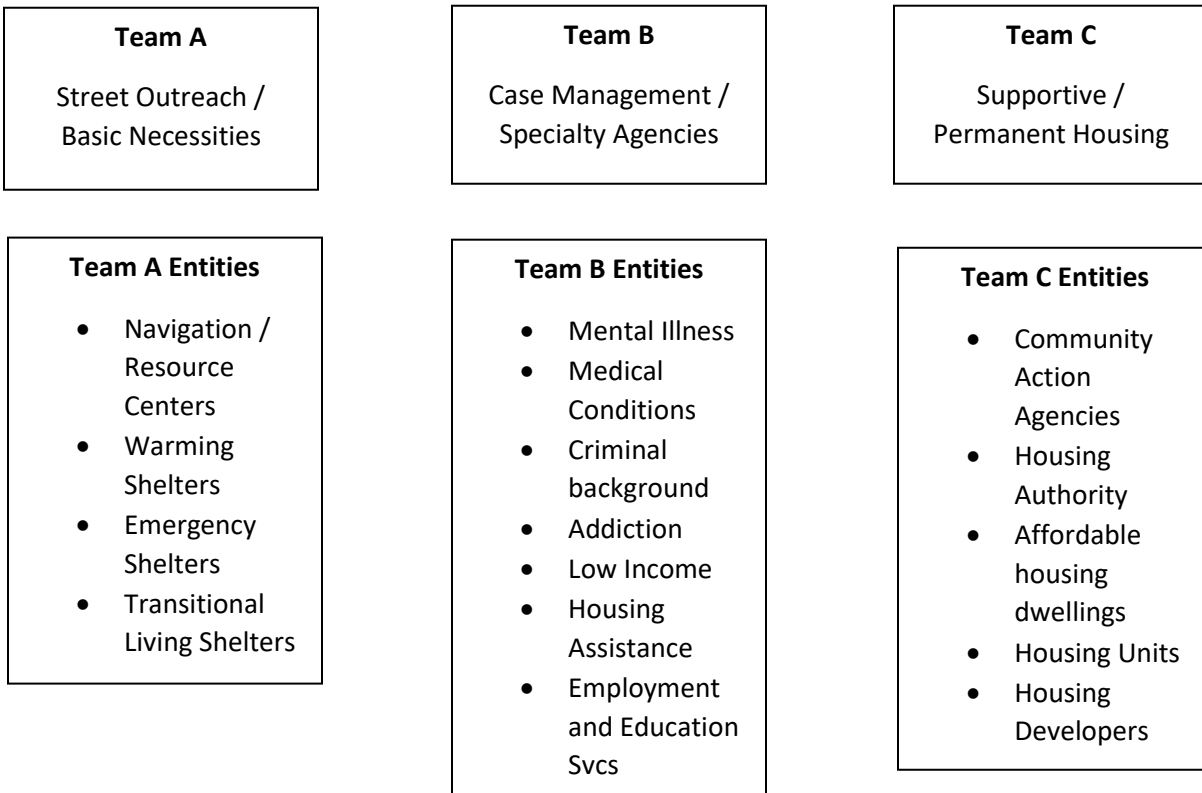 Team A
Street Outreach /
Basic Necessities
Team B
Case Management /
Specialty Agencies
Team C
Supportive /
Permanent Housing
Team A Entities
• Navigation /
Resource
Centers
• Warming
Shelters
• Emergency
Shelters
• Transitional
Living Shelters
Team B Entities
• Mental Illness
• Medical
Conditions
• Criminal
background
• Addiction
• Low Income
• Housing
Assistance
• Employment
and Education
Svcs
Team C Entities
• Community
Action
Agencies
• Housing
Authority
• Affordable
housing
dwellings
• Housing Units
• Housing
Developers